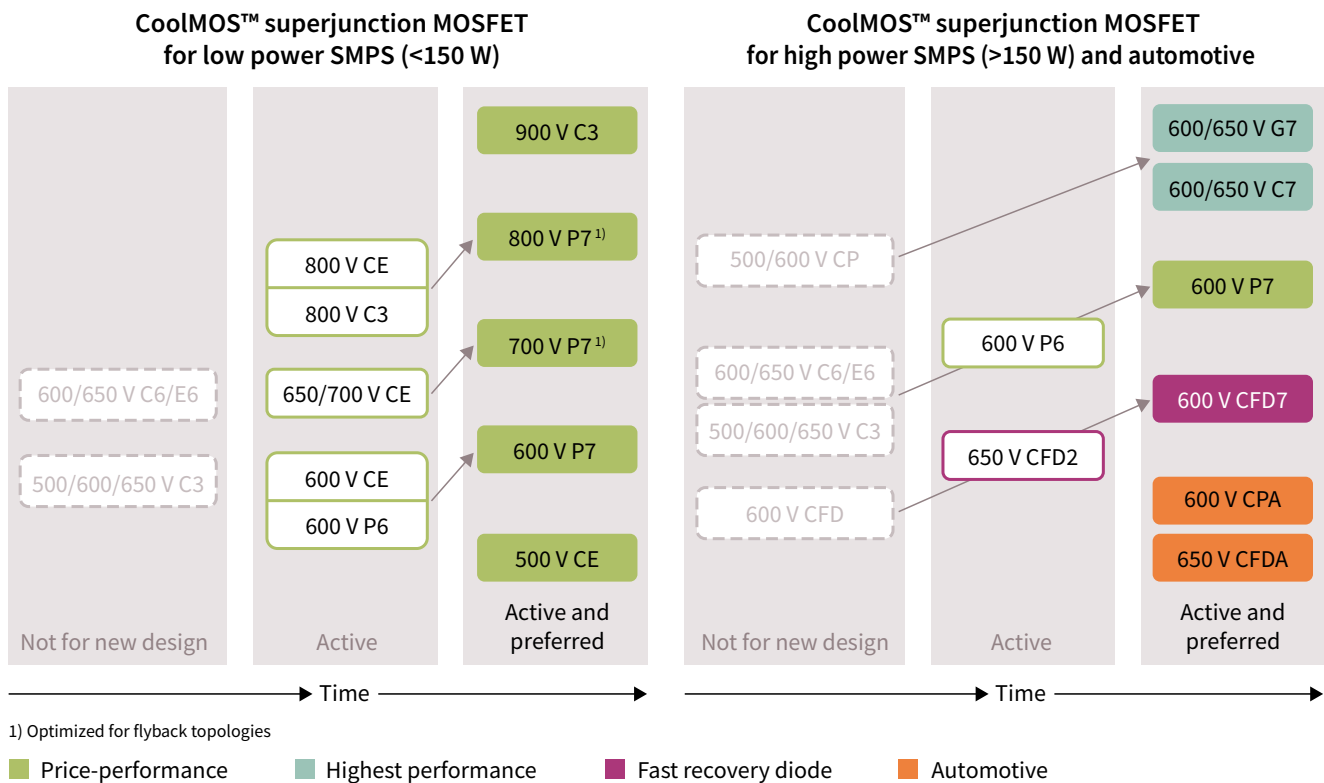 CoolMOS™ superjunction MOSFET
for low power SMPS (<150 W)
900 V C3
800 V CE
800 V C3
800 V P7 1)
700 V P7 1)
600/650 V C6/E6
650/700 V CE
500/600/650 V C3
600 V CE
600 V P6
600 V P7
500 V CE
Not for new design
Active
Active and
preferred
Time
CoolMOS™ superjunction MOSFET
for high power SMPS (>150 W) and automotive
600/650 V G7
600/650 V C7
500/600 V CP
600 V P7
600 V P6
600/650 V C6/E6
500/600/650 V C3
600 V CFD7
650 V CFD2
600 V CFD
600 V CPA
650 V CFDA
Not for new design
Active
Active and
preferred
Time
1) Optimized for flyback topologies
Price-performance
Highest performance
Fast recovery diode
Automotive